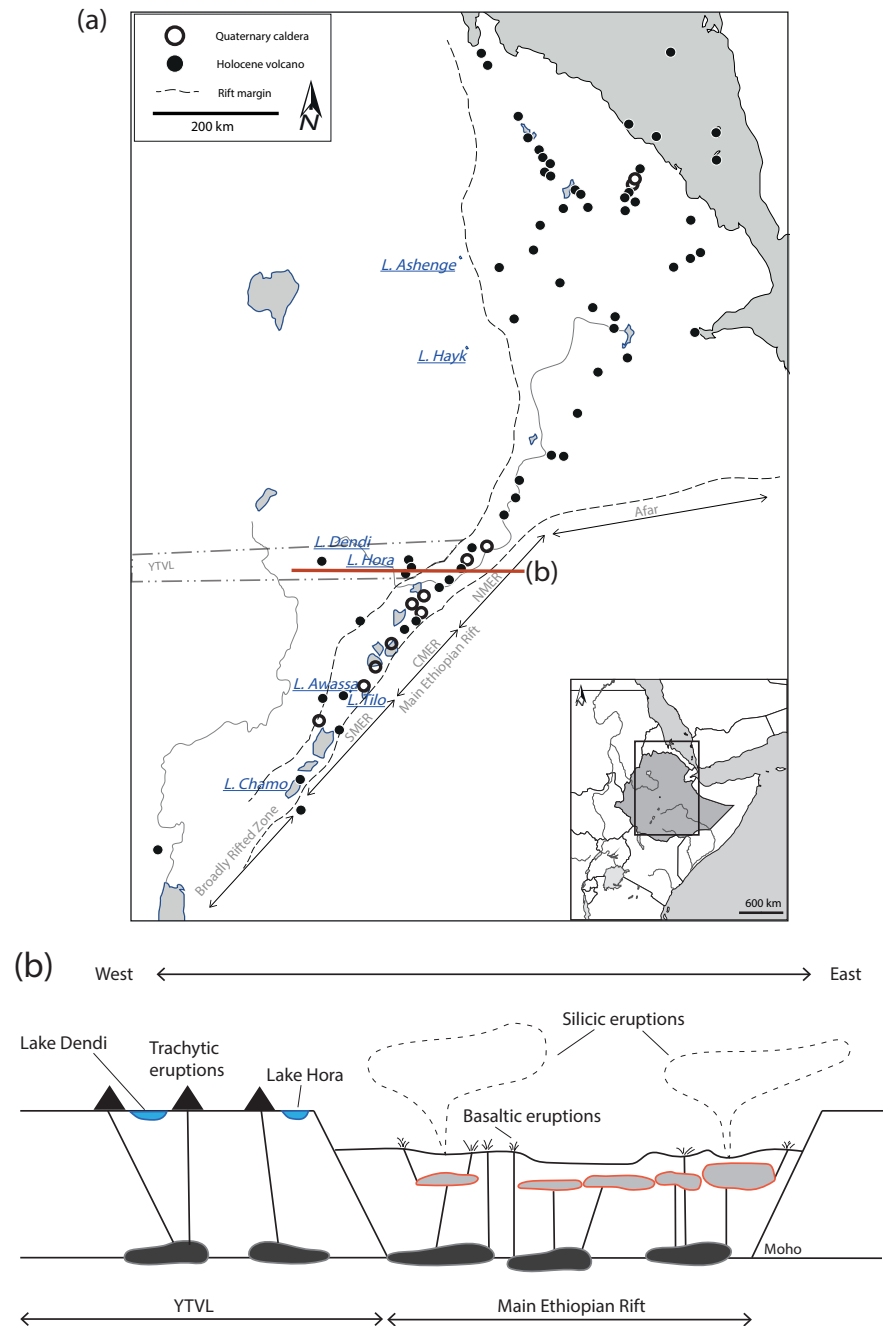 (a)
Quaternary caldera
Holocene volcano
Rift margin
200 km
N
L. Ashenge
L. Hayk
Afar
L. Dendi
YTVL
L. Hora
(b)
NMER
CMER
Main Ethiopian Rift
L. Awassa
L. Tilo
SMER
L. Chamo
Broadly Rifted Zone
N
600 km
(b)
West
East
Silicic eruptions
Lake Dendi
Trachytic
eruptions
Lake Hora
Basaltic eruptions
Moho
YTVL
Main Ethiopian Rift